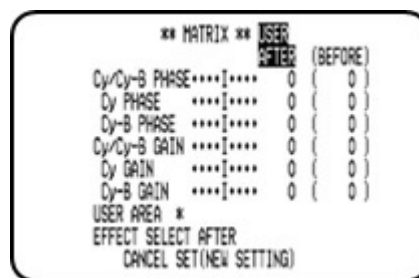 ** MATRIX ** USER
AFTER (BEFORE)
Cy/Cy-B PHASE••••I•••• 0 ( 0 )
Cy PHASE ••••I•••• 0 ( 0 )
Cy-B PHASE ••••I•••• 0 ( 0 )
Cy/Cy-B GAIN ••••I•••• 0 ( 0 )
Cy GAIN ••••I•••• 0 ( 0 )
Cy-B GAIN ••••I•••• 0 ( 0 )
USER AREA *
EFFECT SELECT AFTER
CANCEL SET(NEW SETTING)